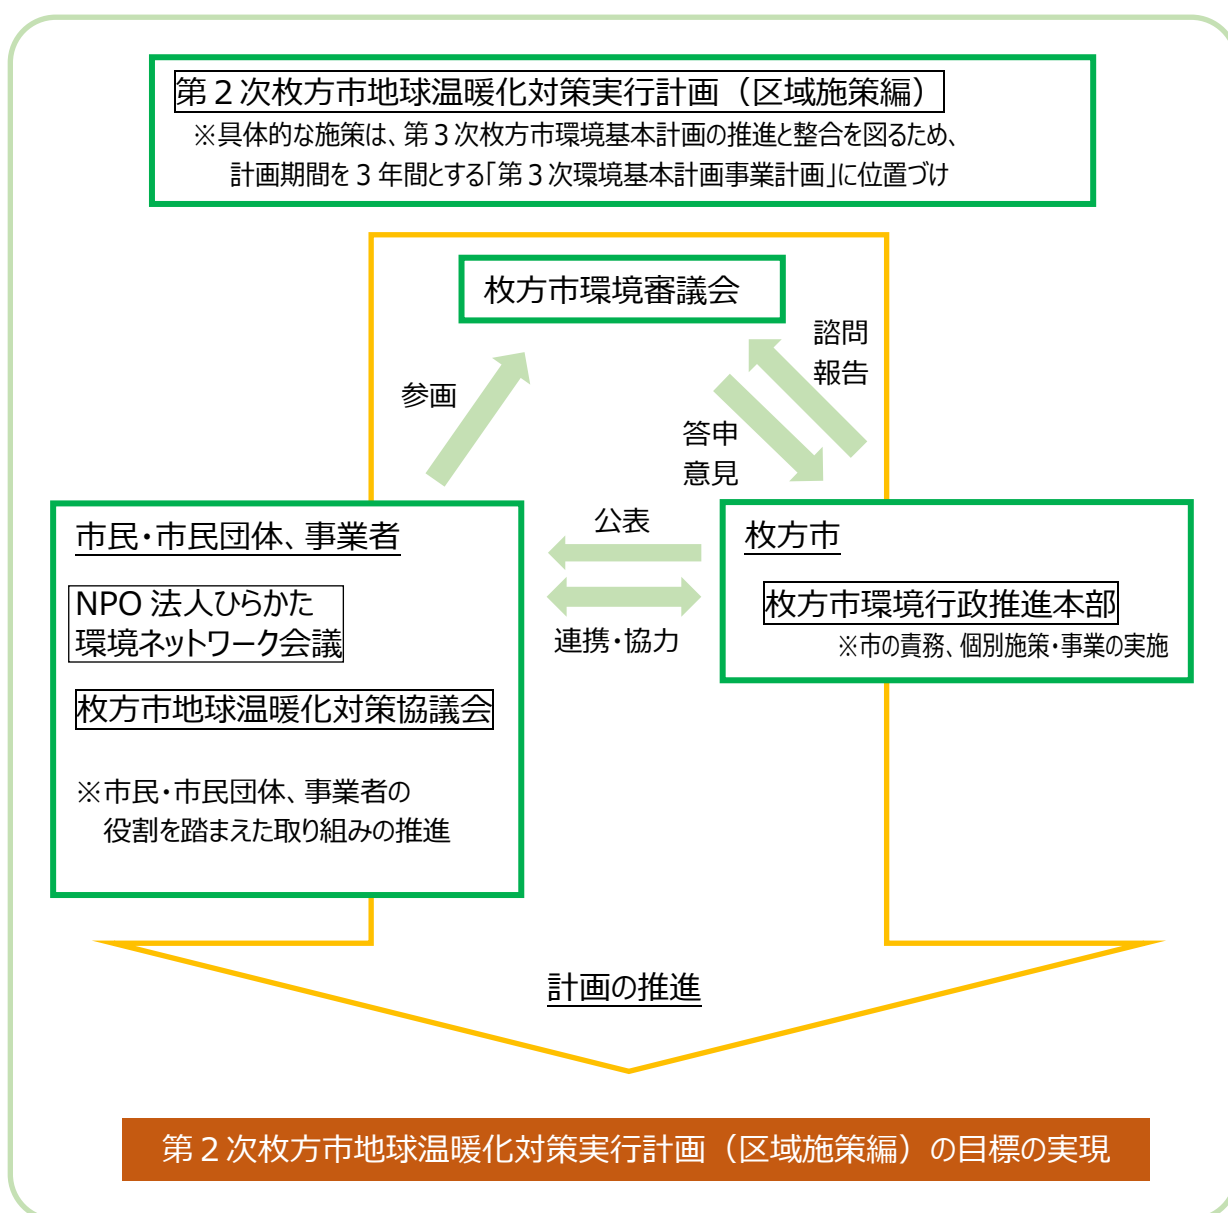 第２次枚方市地球温暖化対策実行計画（区域施策編）
※具体的な施策は、第３次枚方市環境基本計画の推進と整合を図るため、
計画期間を３年間とする「第３次環境基本計画事業計画」に位置づけ
枚方市環境審議会
諮問
報告
参画
答申
意見
市民・市民団体、事業者
NPO 法人ひらかた
環境ネットワーク会議
枚方市地球温暖化対策協議会
※市民・市民団体、事業者の
役割を踏まえた取り組みの推進
公表
連携・協力
枚方市
枚方市環境行政推進本部
※市の責務、個別施策・事業の実施
計画の推進
第２次枚方市地球温暖化対策実行計画（区域施策編）の目標の実現